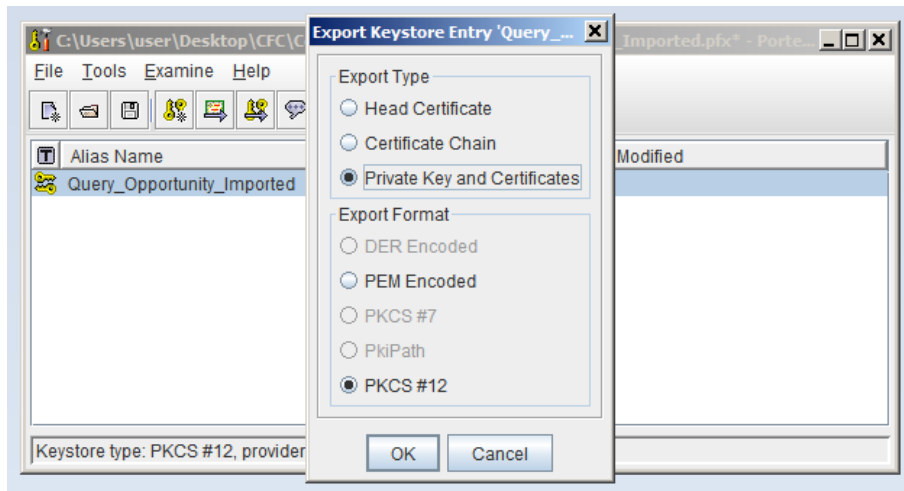 C:\Users\user\Desktop\CFC\C
Export Keystore Entry 'Query_...
_Imported.pfx* - Porte...
File Tools Examine Help
Alias Name
Modified
Query_Opportunity_Imported
Export Type
Head Certificate
Certificate Chain
Private Key and Certificates
Export Format
DER Encoded
PEM Encoded
PKCS #7
PkiPath
PKCS #12
OK Cancel
Keystore type: PKCS #12, provider